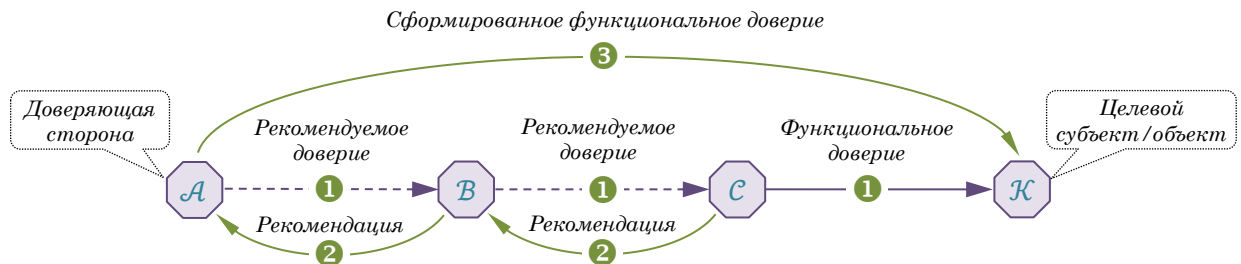 Сформированное функциональное доверие
3
Доверяющая
сторона
Рекомендуемое
доверие
Рекомендуемое
доверие
Функциональное
доверие
Целевой
субъект/объект
A
1
B
1
C
1
K
Рекомендация
2
Рекомендация
2